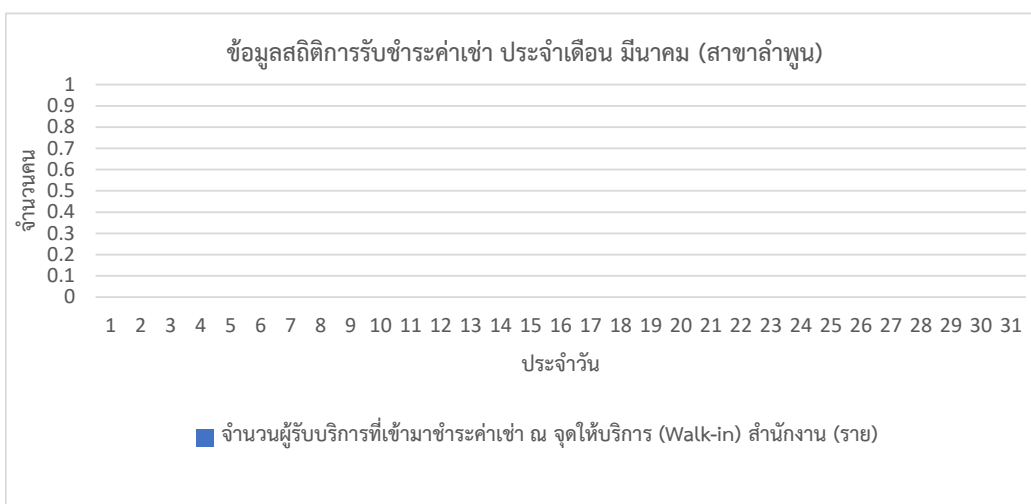 ข้อมูลสถิติการรับชำระค่าเช่า ประจำเดือน มีนาคม (สาขาลำพูน)
จำนวนคน
1
0.9
0.8
0.7
0.6
0.5
0.4
0.3
0.2
0.1
0
1 2 3 4 5 6 7 8 9 10 11 12 13 14 15 16 17 18 19 20 21 22 23 24 25 26 27 28 29 30 31
ประจำวัน
จำนวนผู้รับบริการที่เข้ามาชำระค่าเช่า ณ จุดให้บริการ (Walk-in) สำนักงาน (ราย)